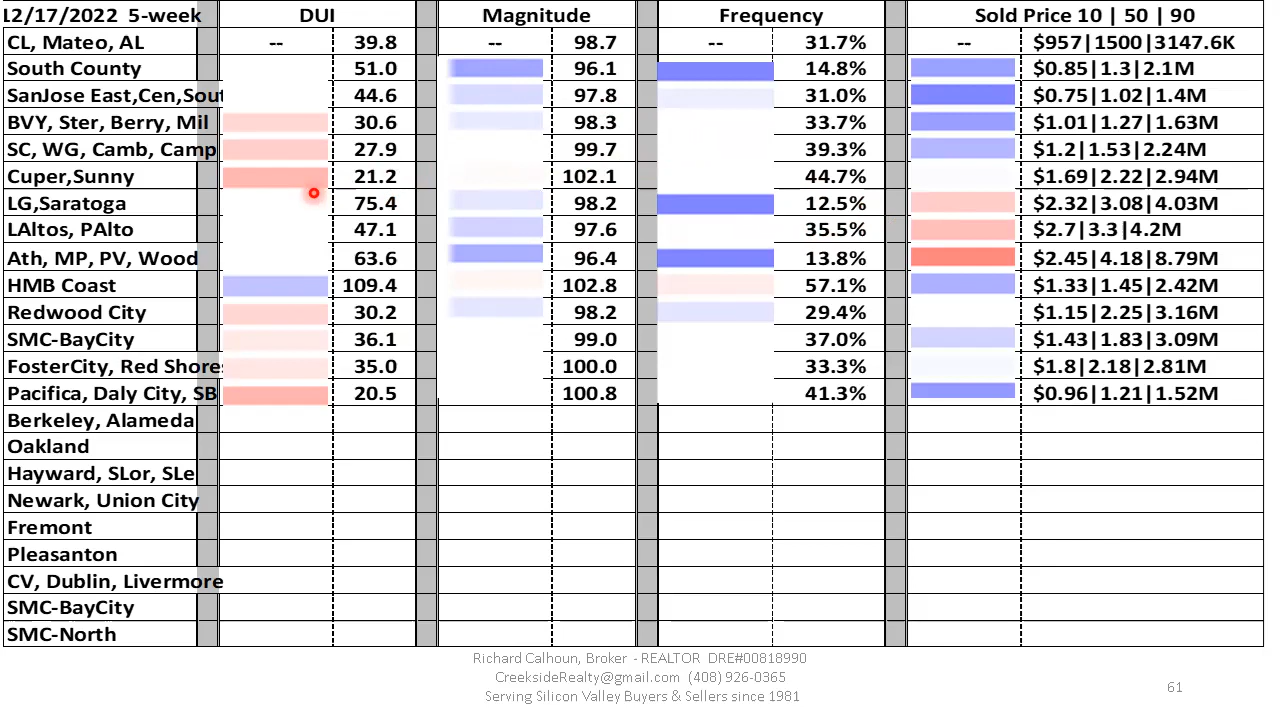 12/17/2022 5-week DUI Magnitude Frequency Sold Price 10 | 50 | 90
CL, Mateo, AL -- 39.8 -- 98.7 -- 31.7% -- $957|1500|3147.6K
South County 51.0 96.1 14.8% $0.85|1.3|2.1M
SanJose East,Cen,Sout 44.6 97.8 31.0% $0.75|1.02|1.4M
BVY, Ster, Berry, Mil 30.6 98.3 33.7% $1.01|1.27|1.63M
SC, WG, Camb, Camp 27.9 99.7 39.3% $1.2|1.53|2.24M
Cuper,Sunny 21.2 102.1 44.7% $1.69|2.22|2.94M
LG,Saratoga 75.4 98.2 12.5% $2.32|3.08|4.03M
LAltos, PAlto 47.1 97.6 35.5% $2.7|3.3|4.2M
Ath, MP, PV, Wood 63.6 96.4 13.8% $2.45|4.18|8.79M
HMB Coast 109.4 102.8 57.1% $1.33|1.45|2.42M
Redwood City 30.2 98.2 29.4% $1.15|2.25|3.16M
SMC-BayCity 36.1 99.0 37.0% $1.43|1.83|3.09M
FosterCity, Red Shores 35.0 100.0 33.3% $1.8|2.18|2.81M
Pacifica, Daly City, SB 20.5 100.8 41.3% $0.96|1.21|1.52M
Berkeley, Alameda
Oakland
Hayward, SLor, SLe
Newark, Union City
Fremont
Pleasanton
CV, Dublin, Livermore
SMC-BayCity
SMC-North
Richard Calhoun, Broker - REALTOR DRE#00818990
CreeksideRealty@gmail.com (408) 926-0365
Serving Silicon Valley Buyers & Sellers since 1981
61